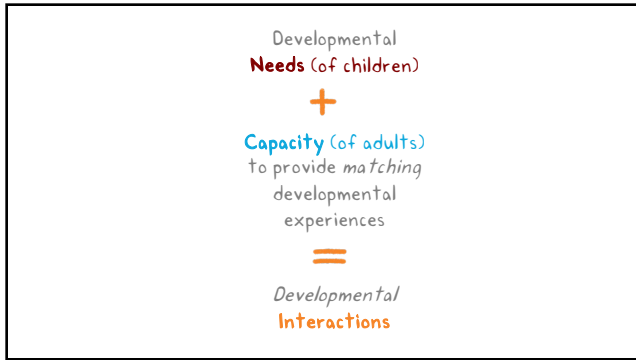 Developmental
Needs (of children)
+
Capacity (of adults)
to provide matching
developmental
experiences
=
Developmental
Interactions